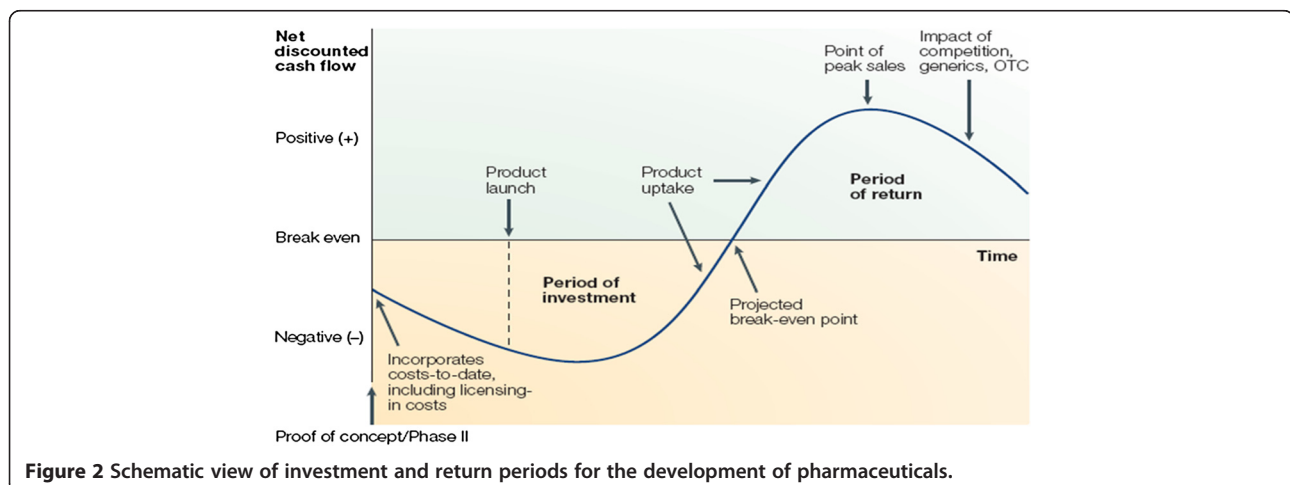 Net
discounted
cash flow
Positive (+)
Break even
Negative (–)
Product
launch
Product
uptake
Point of
peak sales
Impact of
competition,
generics, OTC
Period
of return
Time
Period of
investment
Projected
break-even point
Incorporates
costs-to-date,
including licensing-
in costs
Proof of concept/Phase II
Figure 2 Schematic view of investment and return periods for the development of pharmaceuticals.